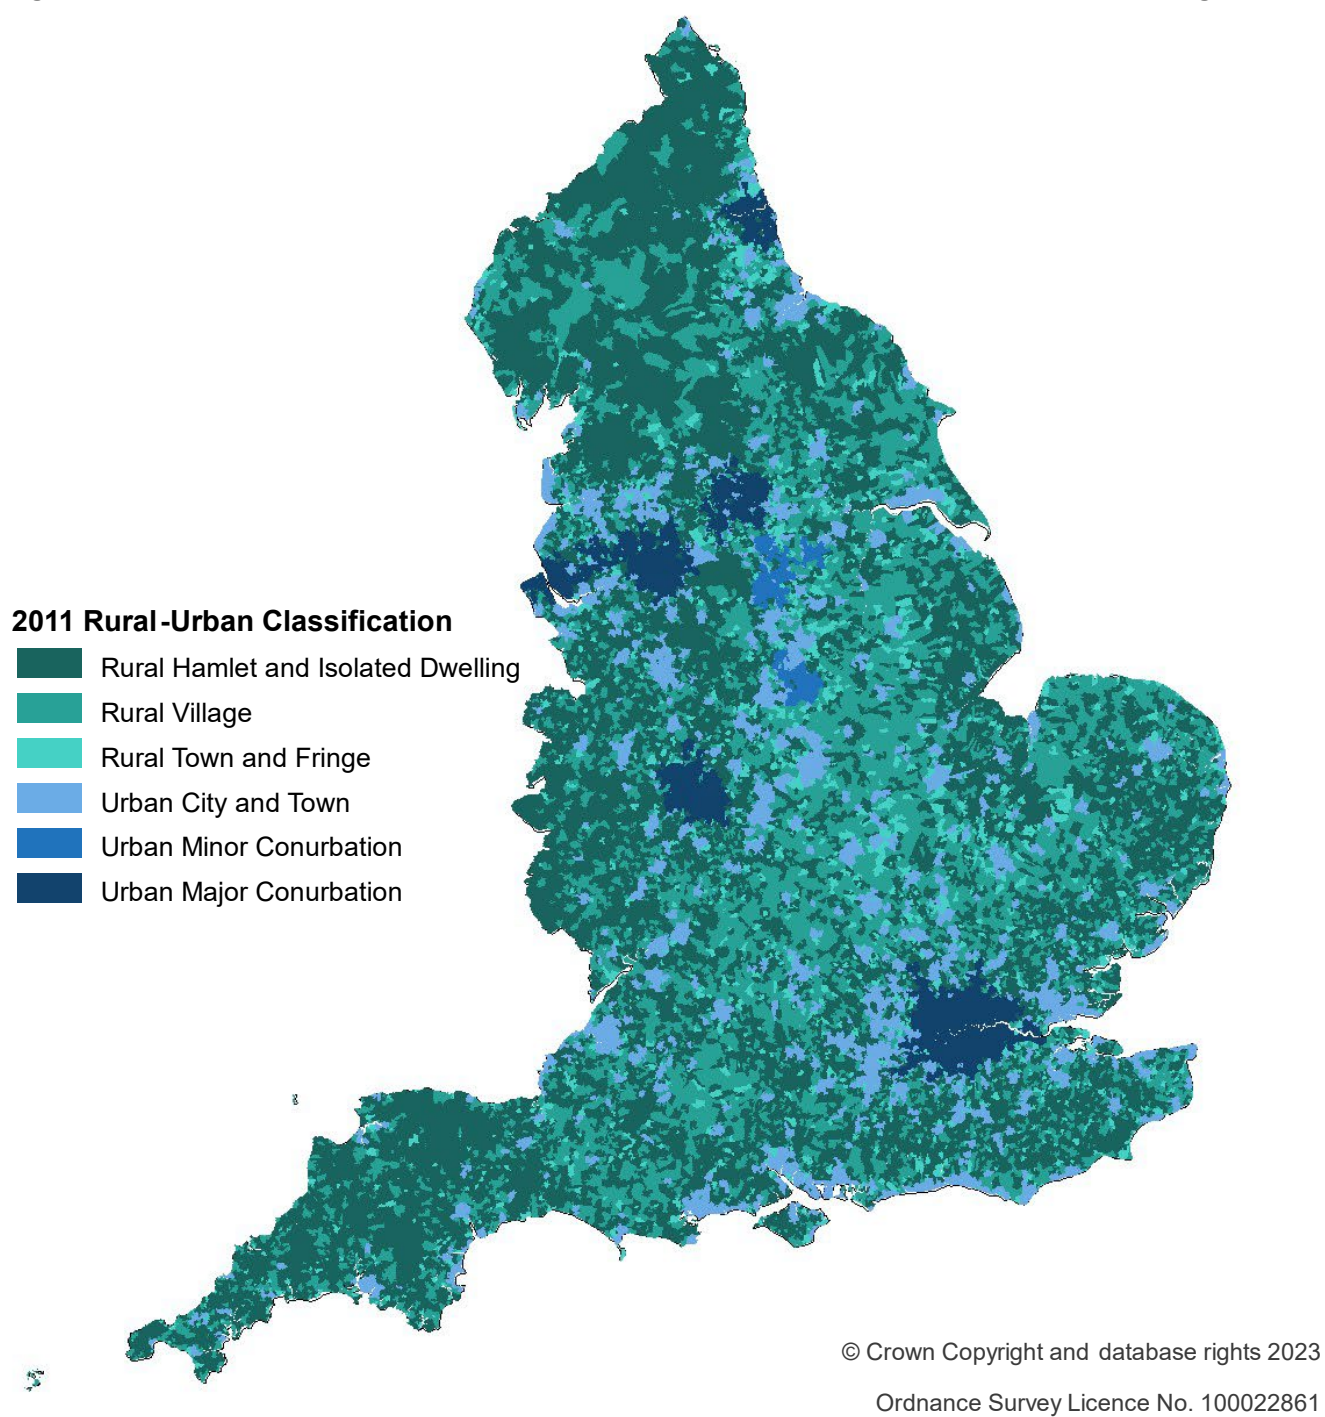 2011 Rural-Urban Classification
Rural Hamlet and Isolated Dwelling
Rural Village
Rural Town and Fringe
Urban City and Town
Urban Minor Conurbation
Urban Major Conurbation
© Crown Copyright and database rights 2023
Ordnance Survey Licence No. 100022861